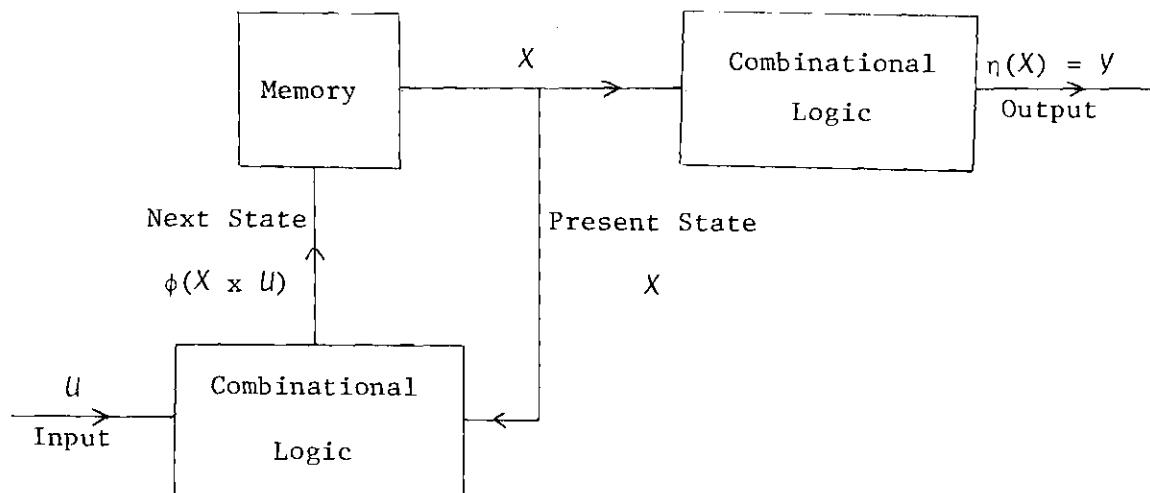 Memory
X
Combinational
Logic
η(X) = Y
Output
Next State
φ(X x U)
Present State
X
U
Input
Combinational
Logic